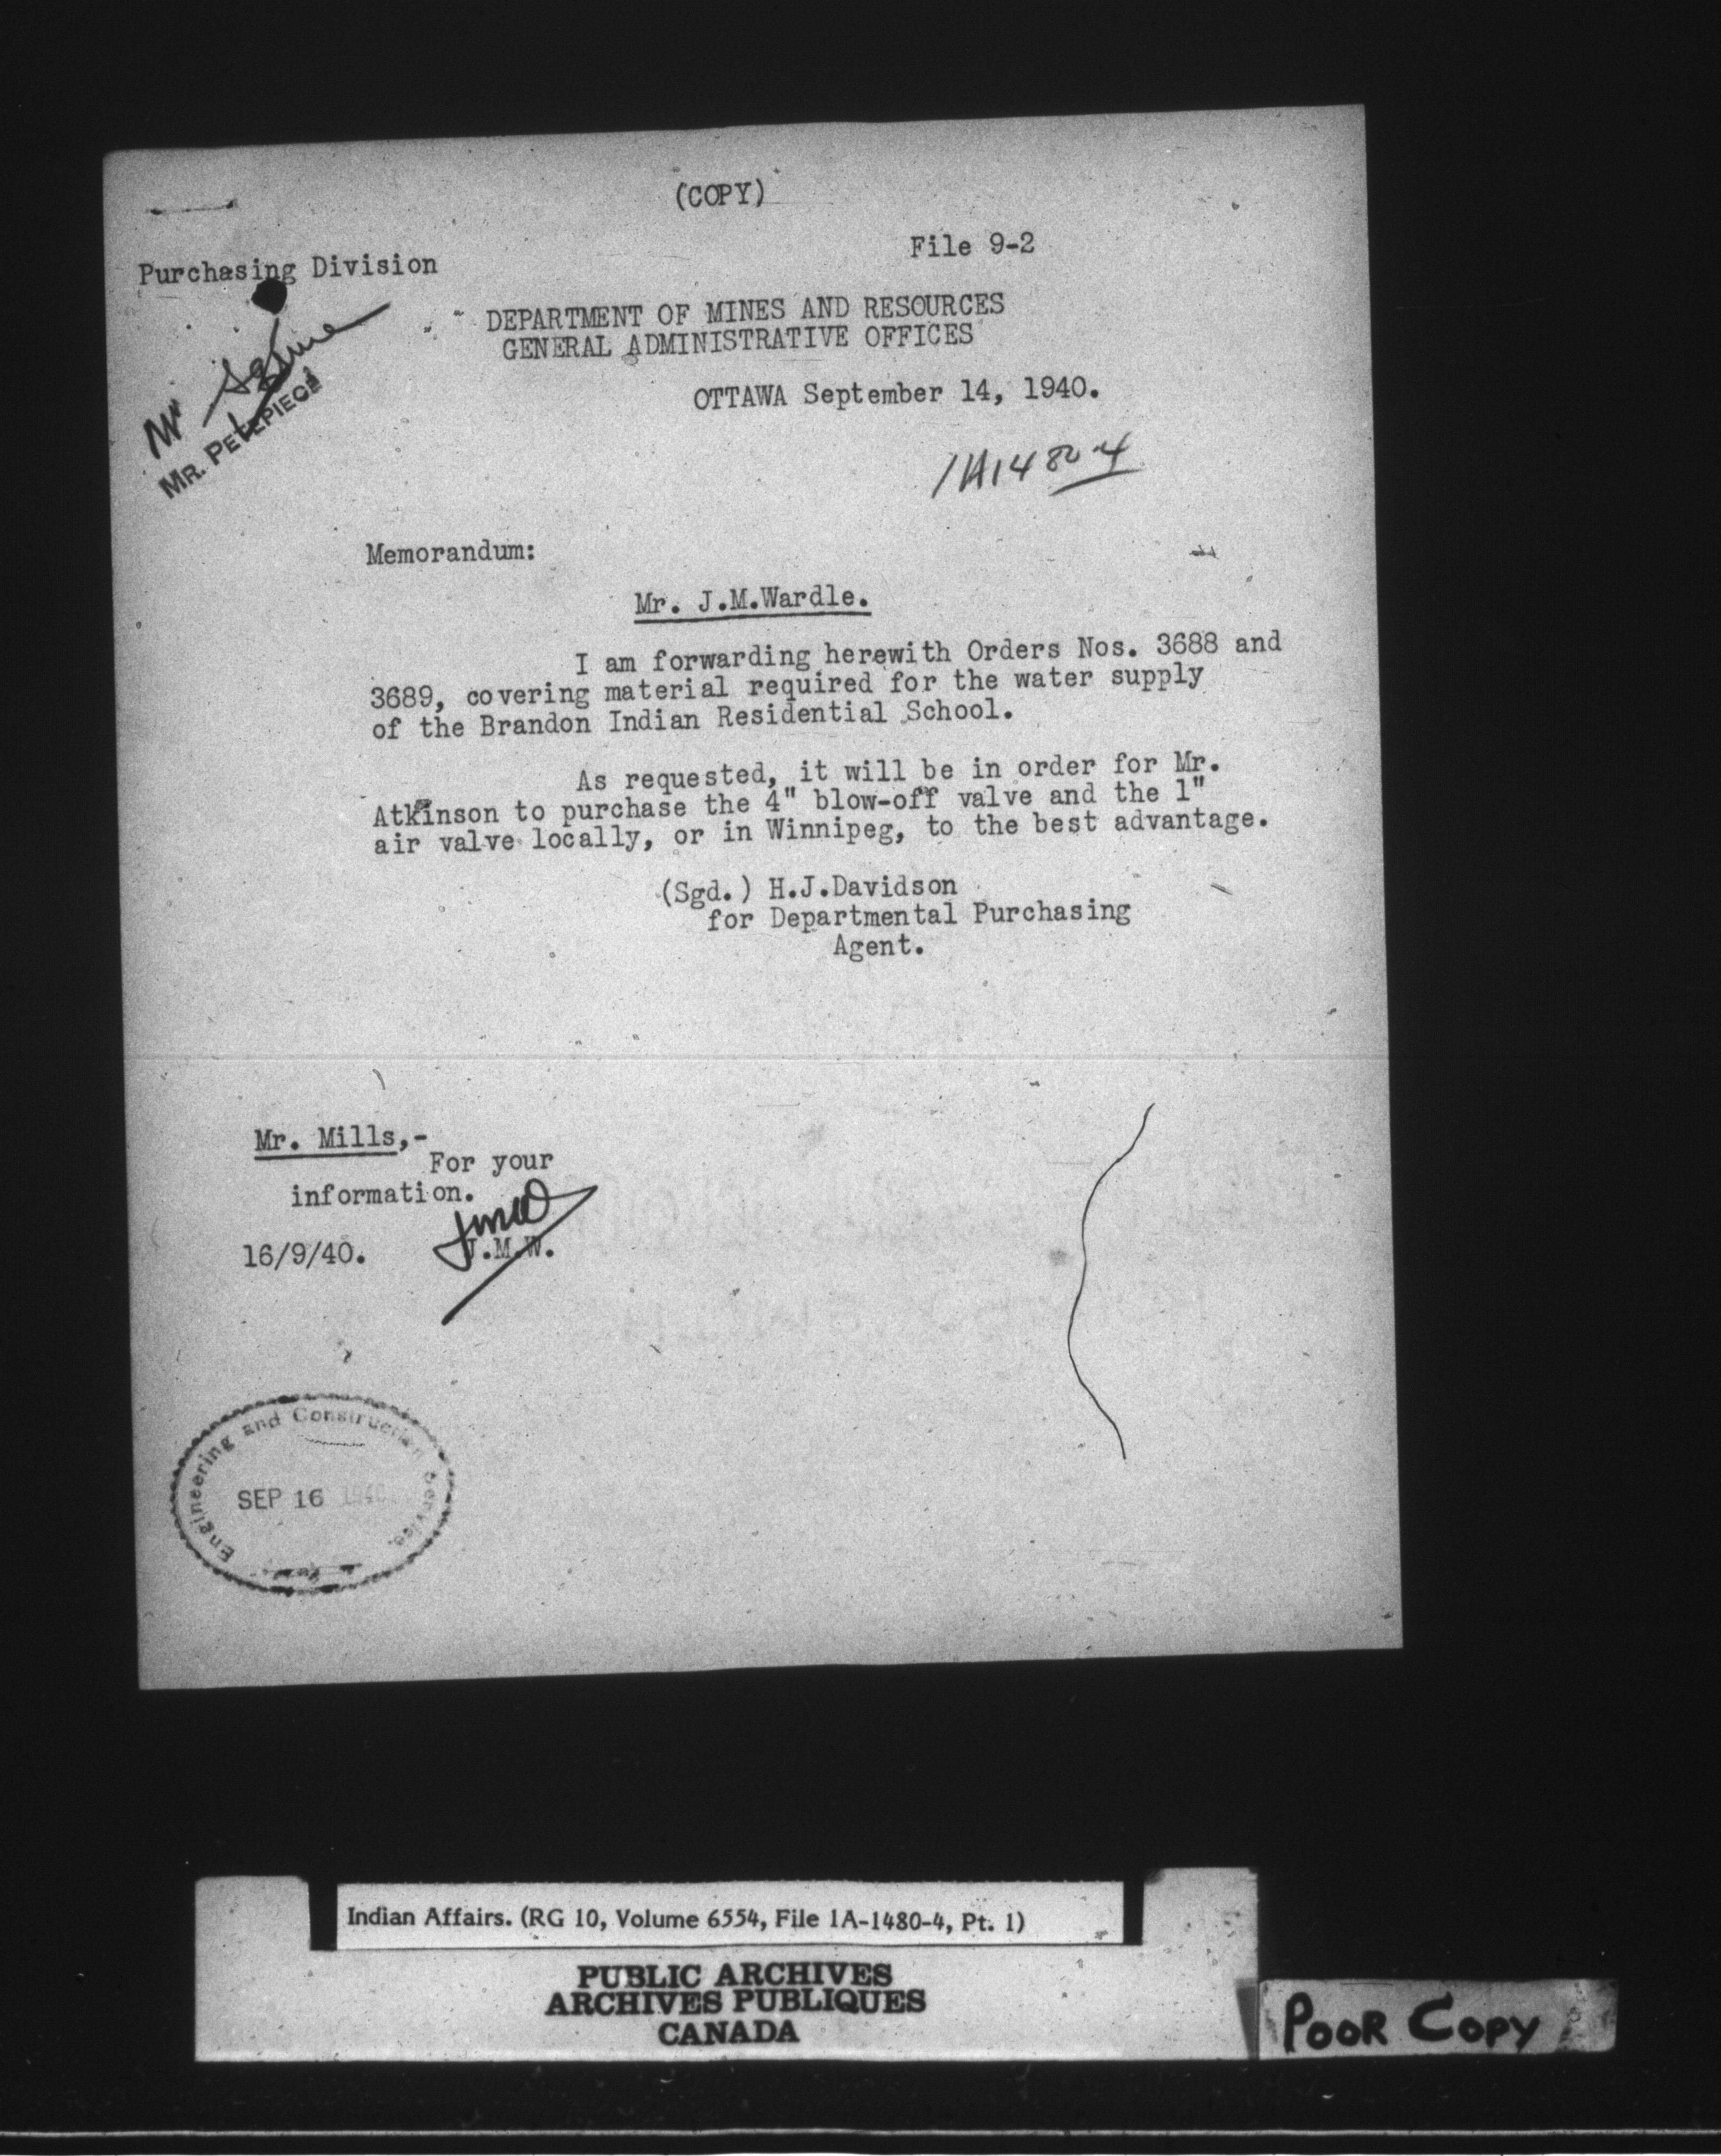 (COPY)
File 9-2
Purchasing Division
DEPARTMENT OF MINES AND RESOURCES
GENERAL ADMINISTRATIVE OFFICES
OTTAWA September 14, 1940.
Mr
MR. PETEPIECE
1A1480-4
Memorandum:
Mr. J.M.Wardle.
I am forwarding herewith Orders Nos. 3688 and
3689, covering material required for the water supply
of the Brandon Indian Residential School.
As requested, it will be in order for Mr.
Atkinson to purchase the 4" blow-off valve and the 1"
air valve locally, or in Winnipeg, to the best advantage.
(Sgd.) H.J.Davidson
for Departmental Purchasing
Agent.
Mr. Mills,-
For your
information.
JMW
16/9/40. J.M.W.
Engineering and Construction Service
SEP 16 1940
Indian Affairs. (RG 10, Volume 6554, File 1A-1480-4, Pt. 1)
PUBLIC ARCHIVES
ARCHIVES PUBLIQUES
CANADA
POOR COPY